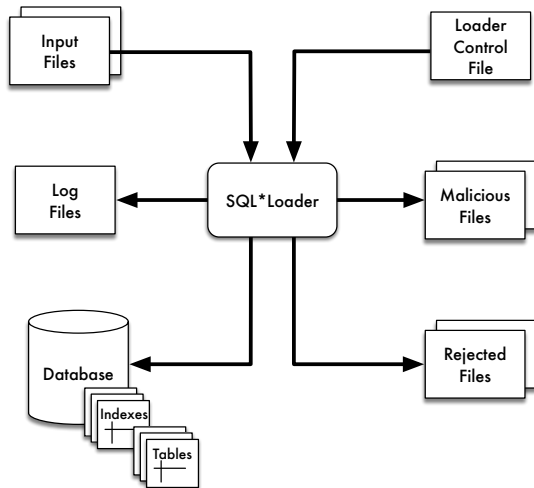 Input
Files
Loader
Control
File
Log
Files
SQL*Loader
Malicious
Files
Database
Indexes
Tables
Rejected
Files